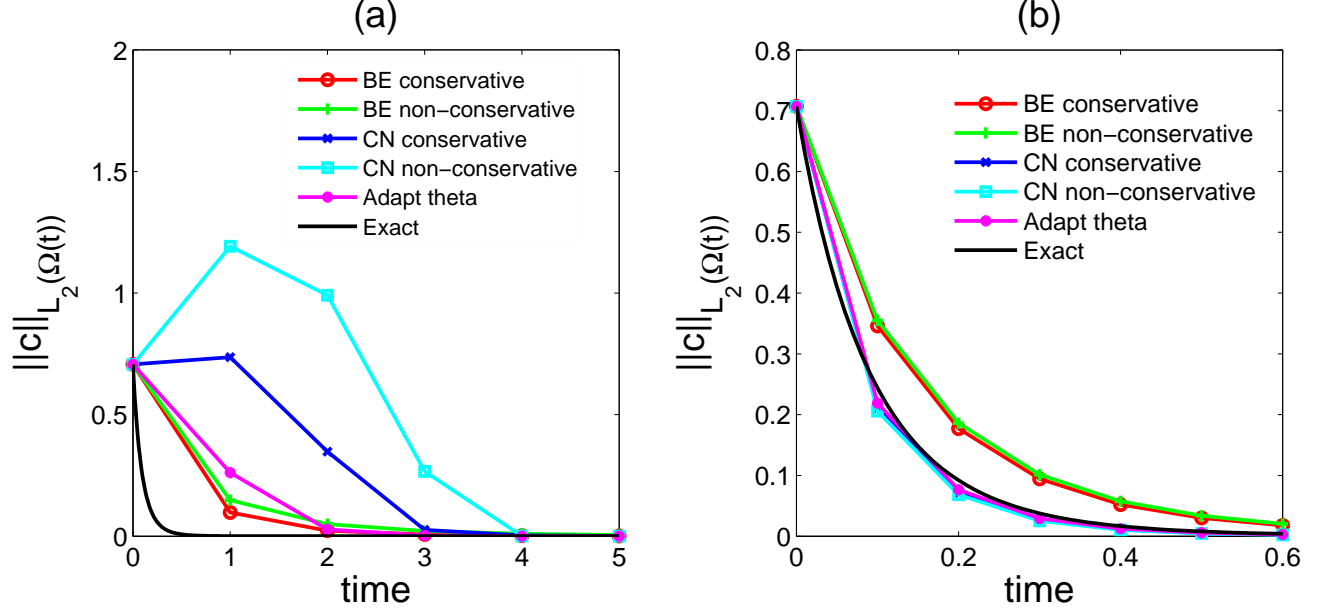 (a)
2
1.5
1
0.5
0
0 1 2 3 4 5
time
||c||L2(Ω(t))
BE conservative
BE non−conservative
CN conservative
CN non−conservative
Adapt theta
Exact
(b)
0.8
0.7
0.6
0.5
0.4
0.3
0.2
0.1
0
0 0.2 0.4 0.6
time
||c||L2(Ω(t))
BE conservative
BE non−conservative
CN conservative
CN non−conservative
Adapt theta
Exact